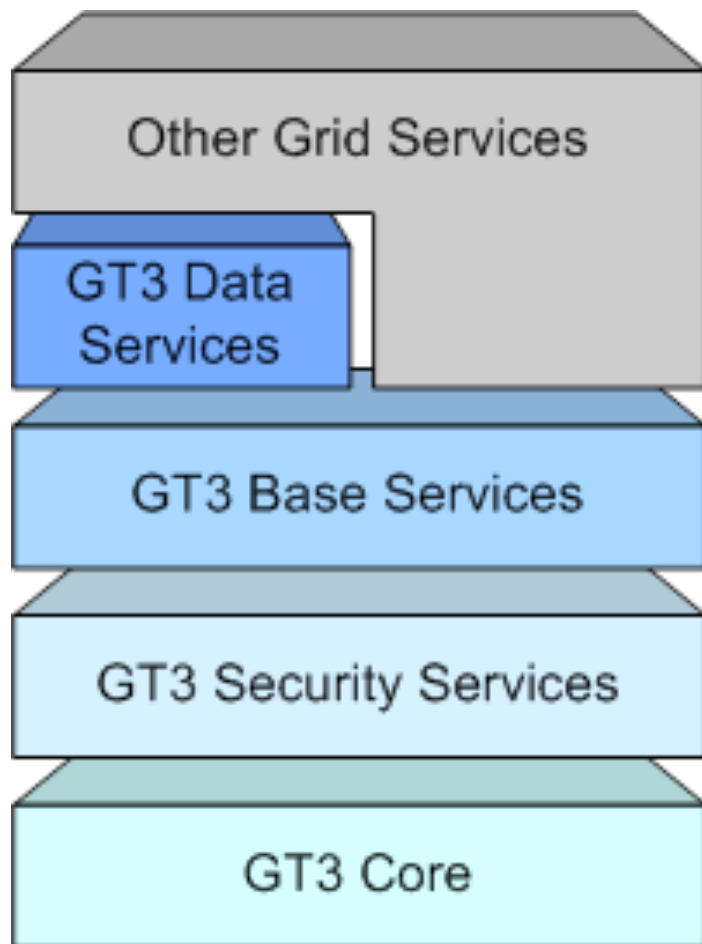 Other Grid Services
GT3 Data
Services
GT3 Base Services
GT3 Security Services
GT3 Core